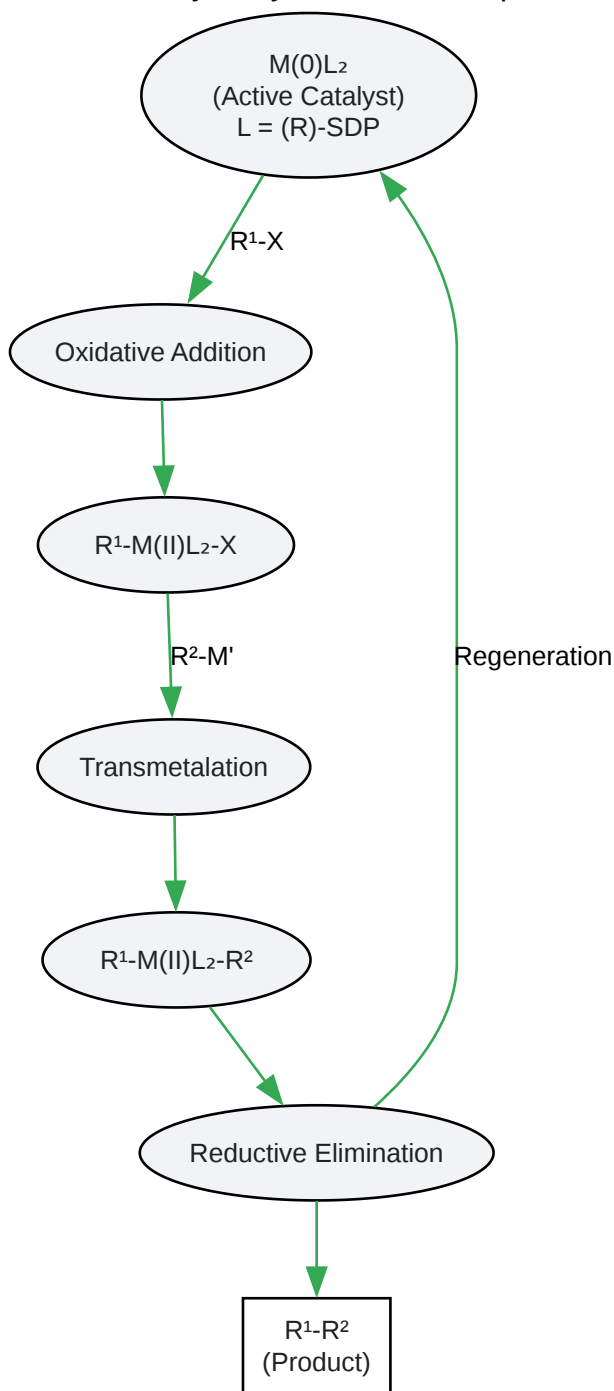 M(0)L₂
(Active Catalyst)
L = (R)-SDP
R¹-X
Oxidative Addition
R¹-M(II)L₂-X
R²-M'
Regeneration
Transmetalation
R¹-M(II)L₂-R²
Reductive Elimination
R¹-R²
(Product)